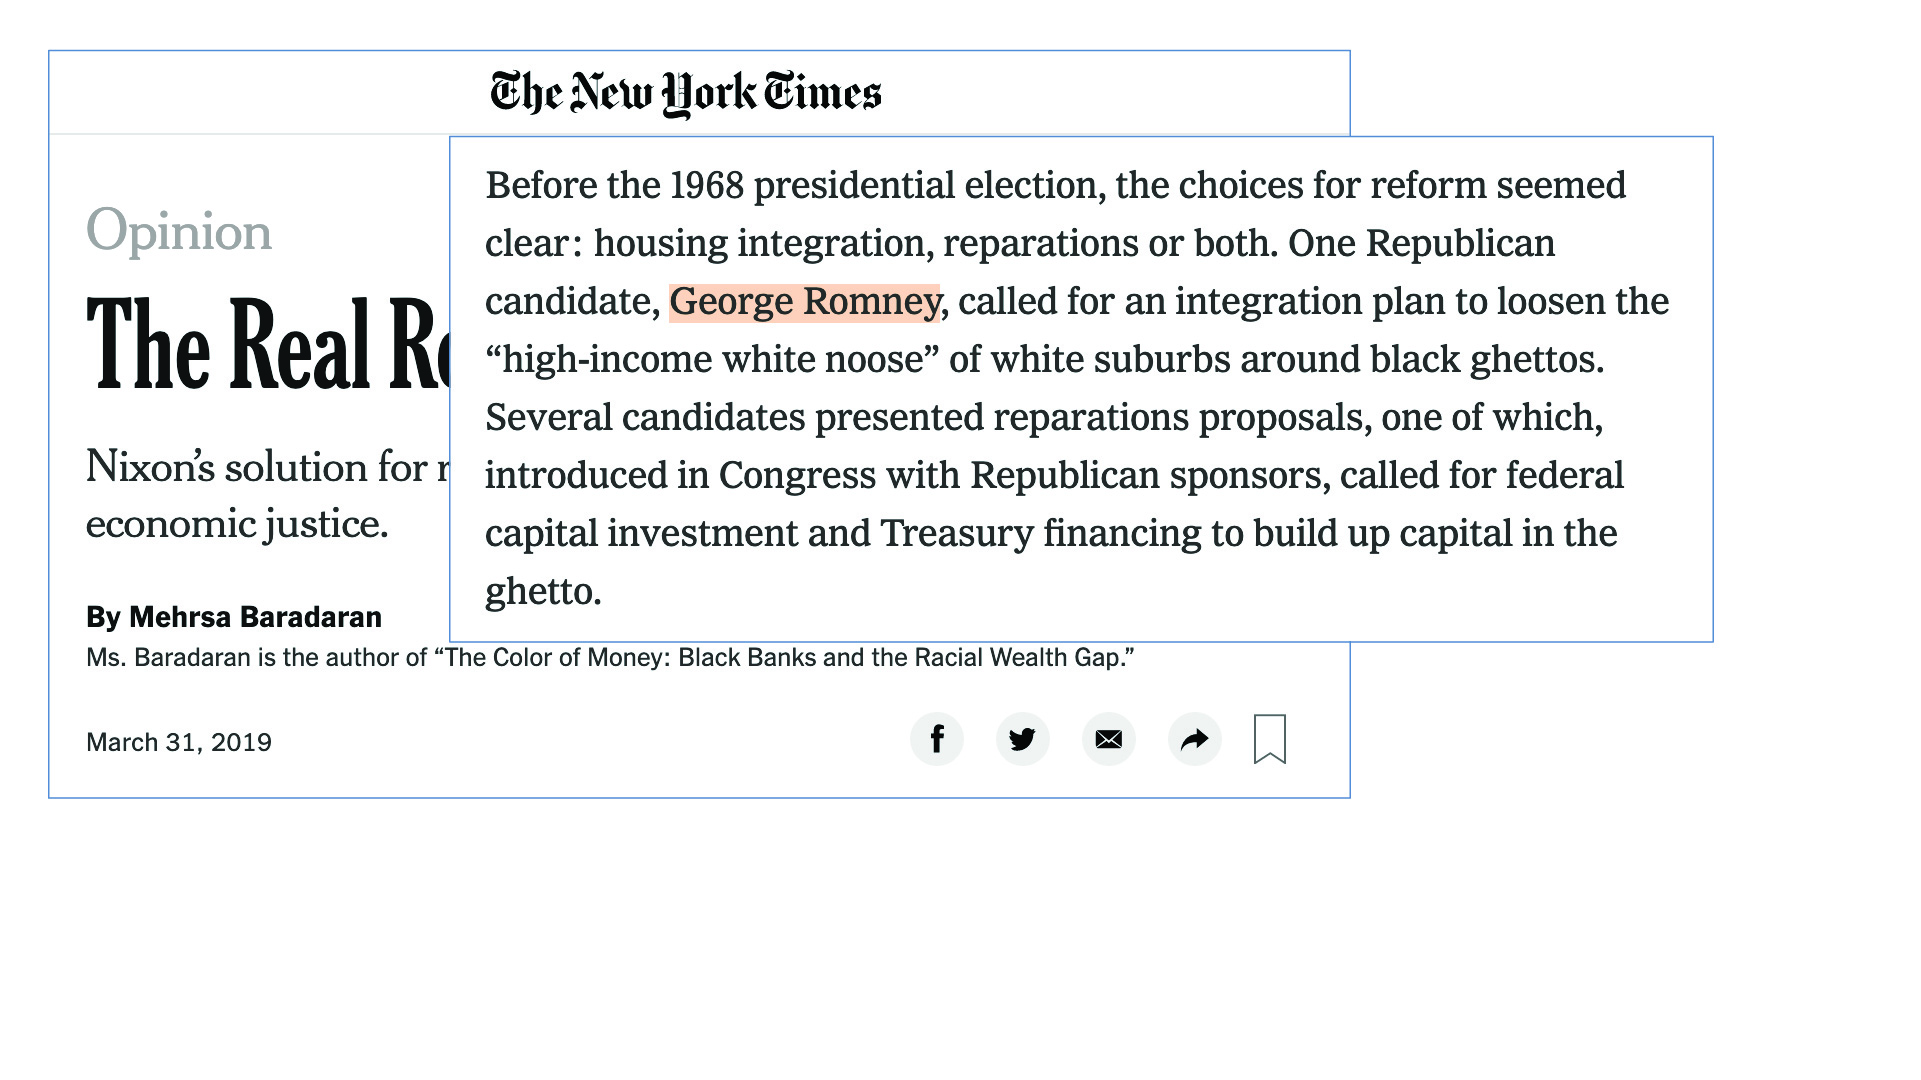 The New York Times
Opinion
The Real
Nixon’s solution for
economic justice.
By Mehrsa Baradaran
Ms. Baradaran is the author of “The Color of Money: Black Banks and the Racial Wealth Gap.”
March 31, 2019
Before the 1968 presidential election, the choices for reform seemed
clear: housing integration, reparations or both. One Republican
candidate, George Romney, called for an integration plan to loosen the
“high-income white noose” of white suburbs around black ghettos.
Several candidates presented reparations proposals, one of which,
introduced in Congress with Republican sponsors, called for federal
capital investment and Treasury financing to build up capital in the
ghetto.